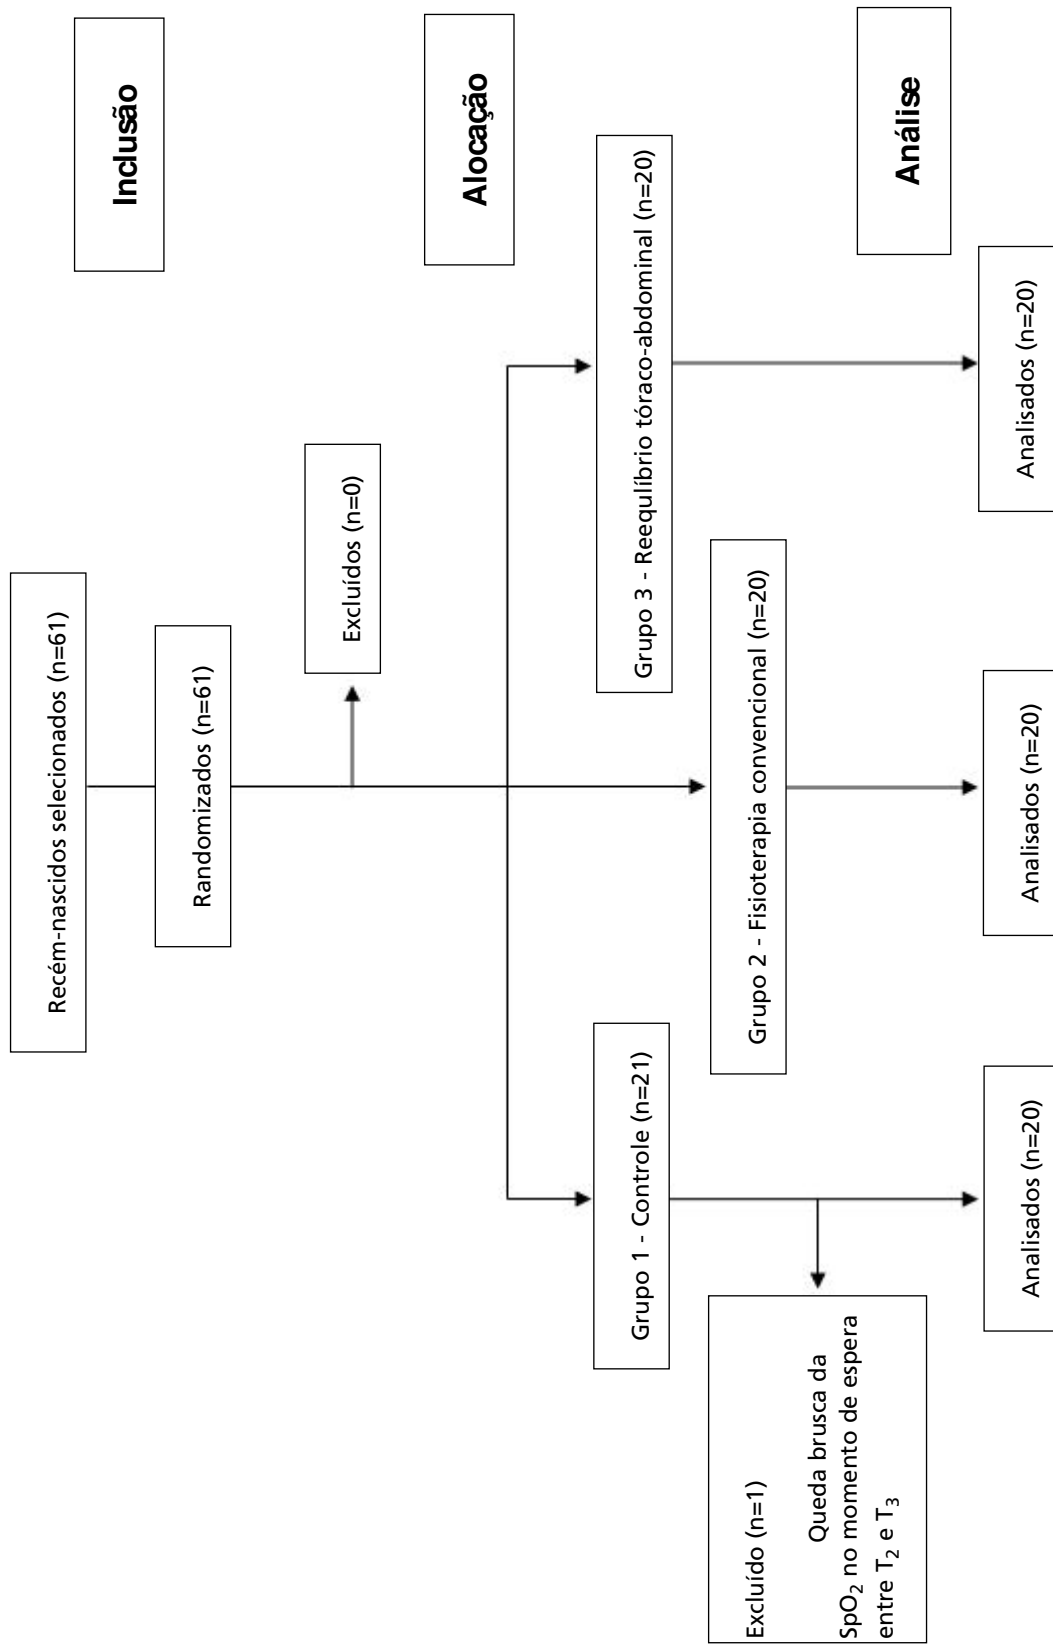 Recém-nascidos selecionados (n=61)
Inclusão
Randomizados (n=61)
Excluídos (n=0)
Alocação
Grupo 1 - Controle (n=21)
Grupo 2 - Fisioterapia convencional (n=20)
Grupo 3 - Reequlíbrio tóraco-abdominal (n=20)
Excluído (n=1)
Queda brusca da
SpO₂ no momento de espera
entre T₂ e T₃
Análise
Analisados (n=20)
Analisados (n=20)
Analisados (n=20)